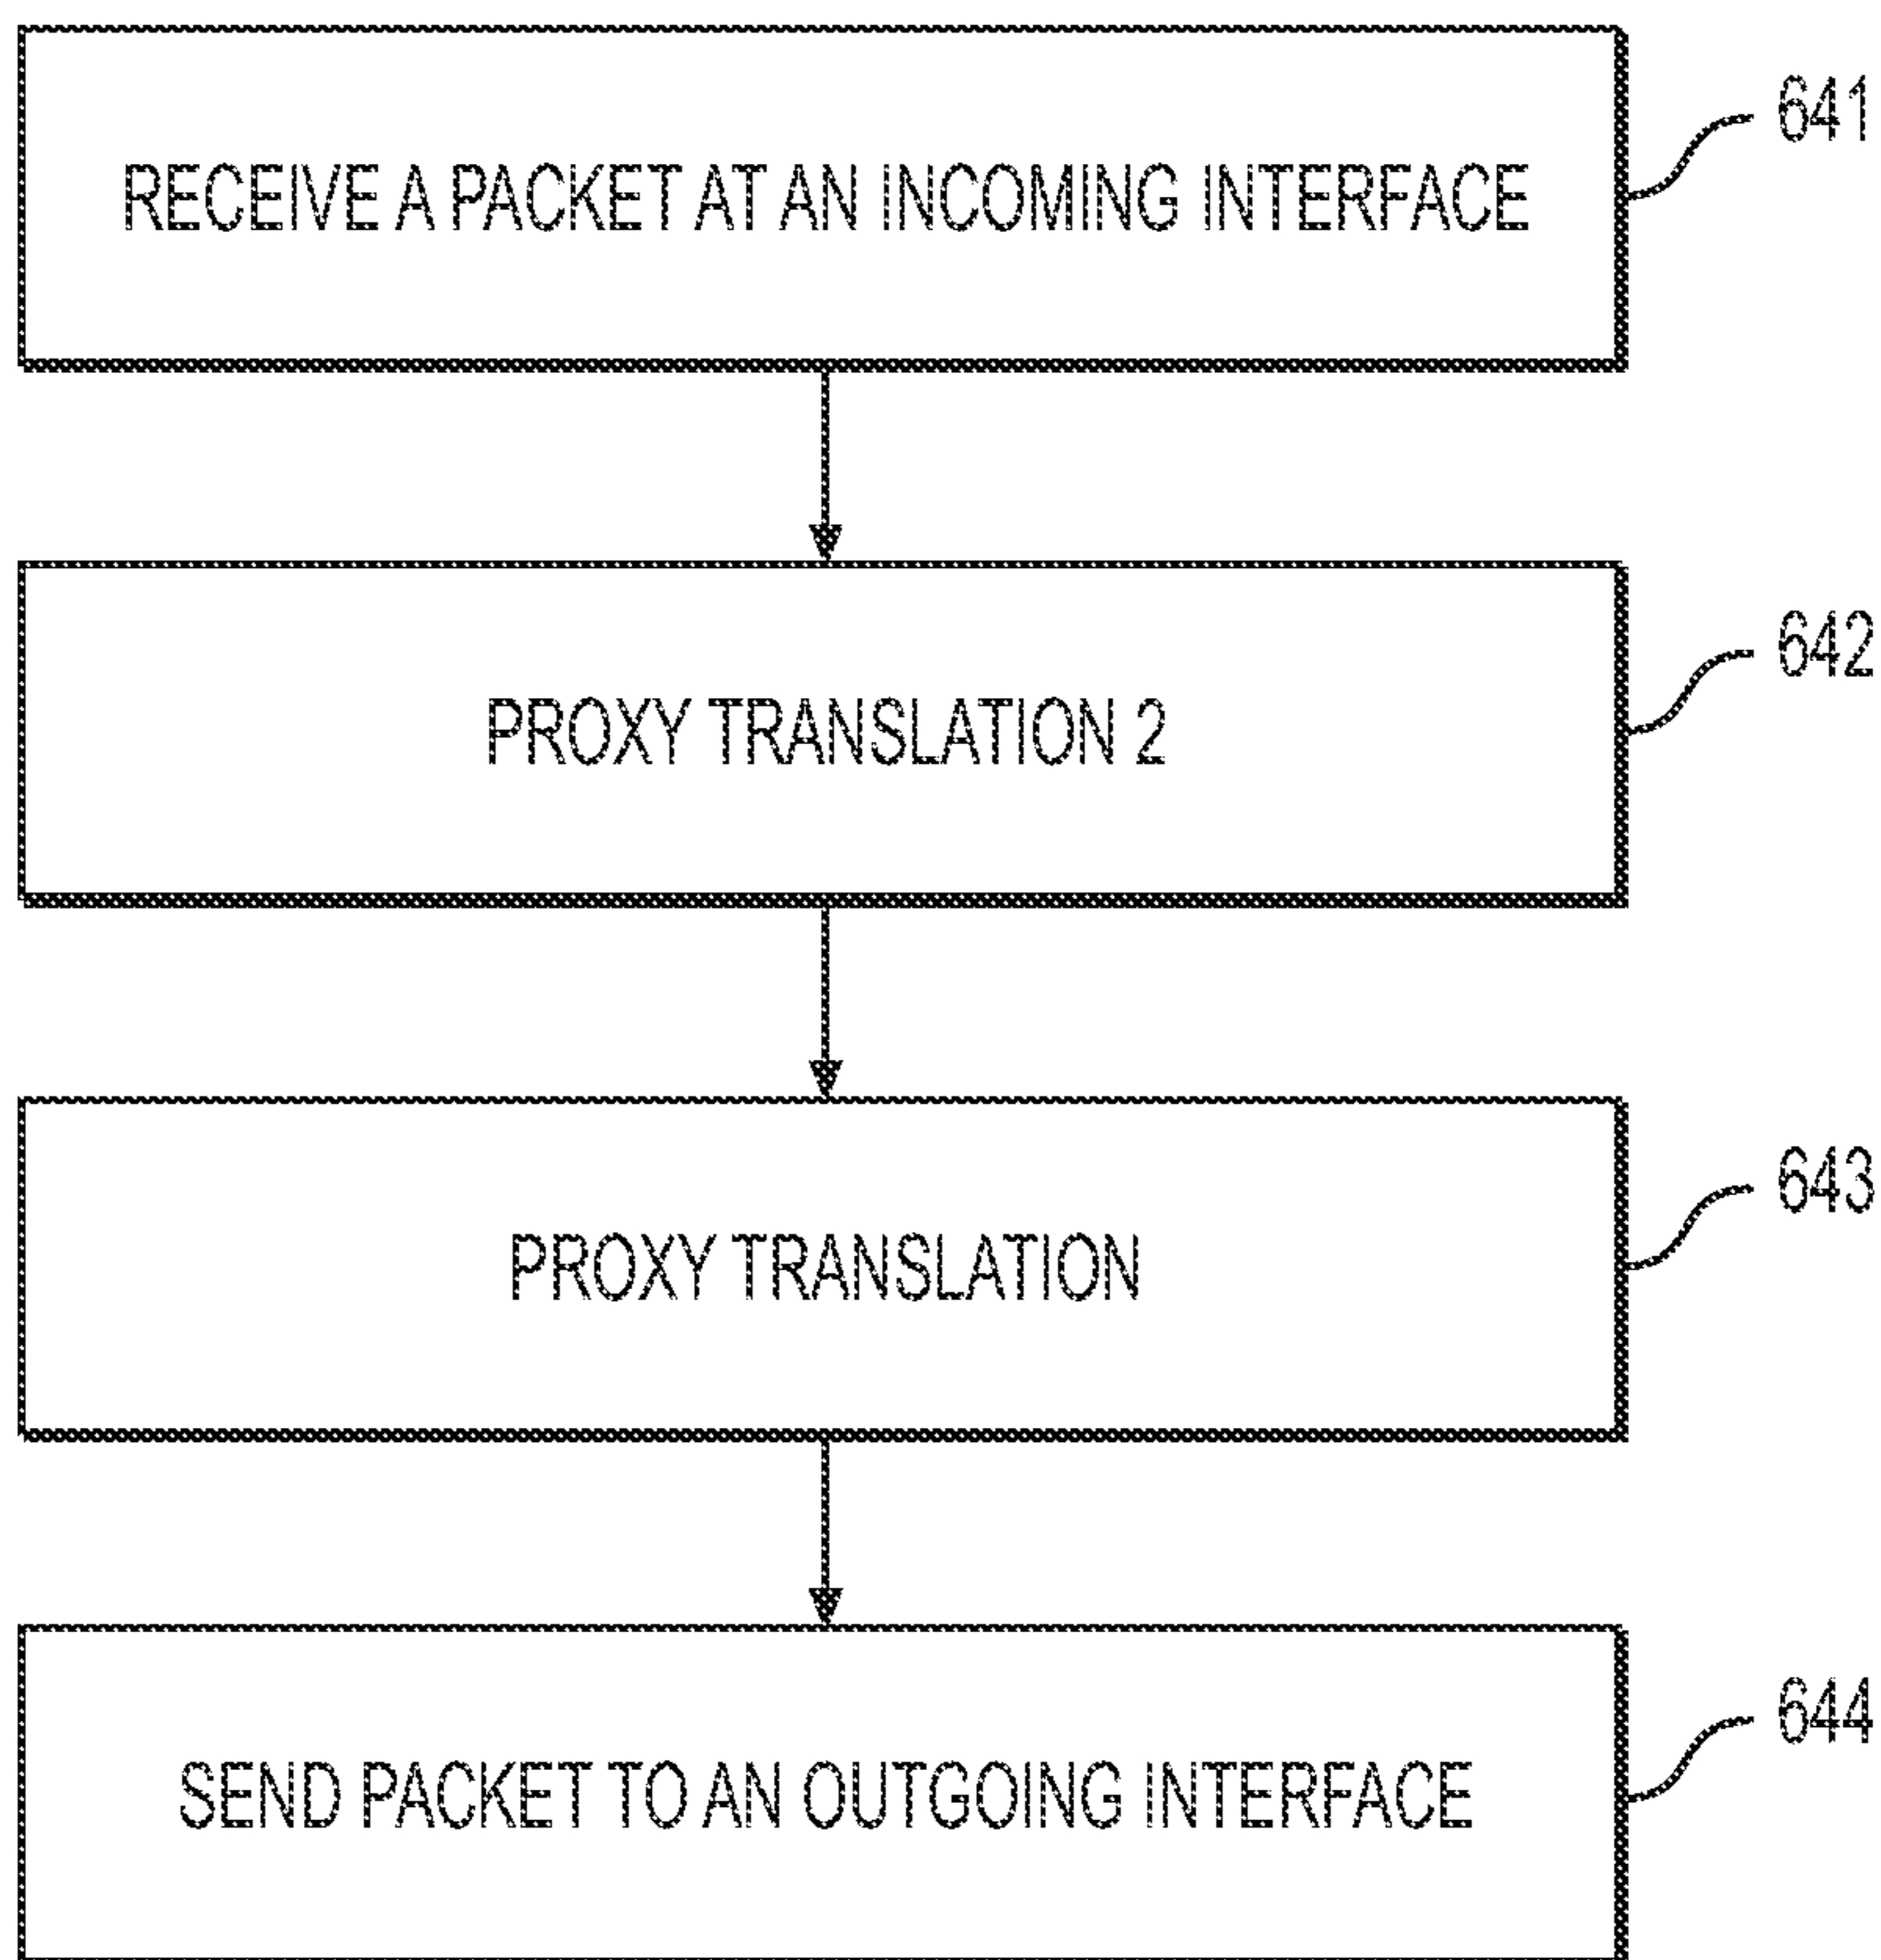 RECEIVE A PACKET AT AN INCOMING INTERFACE
641
PROXY TRANSLATION 2
642
PROXY TRANSLATION
643
SEND PACKET TO AN OUTGOING INTERFACE
644